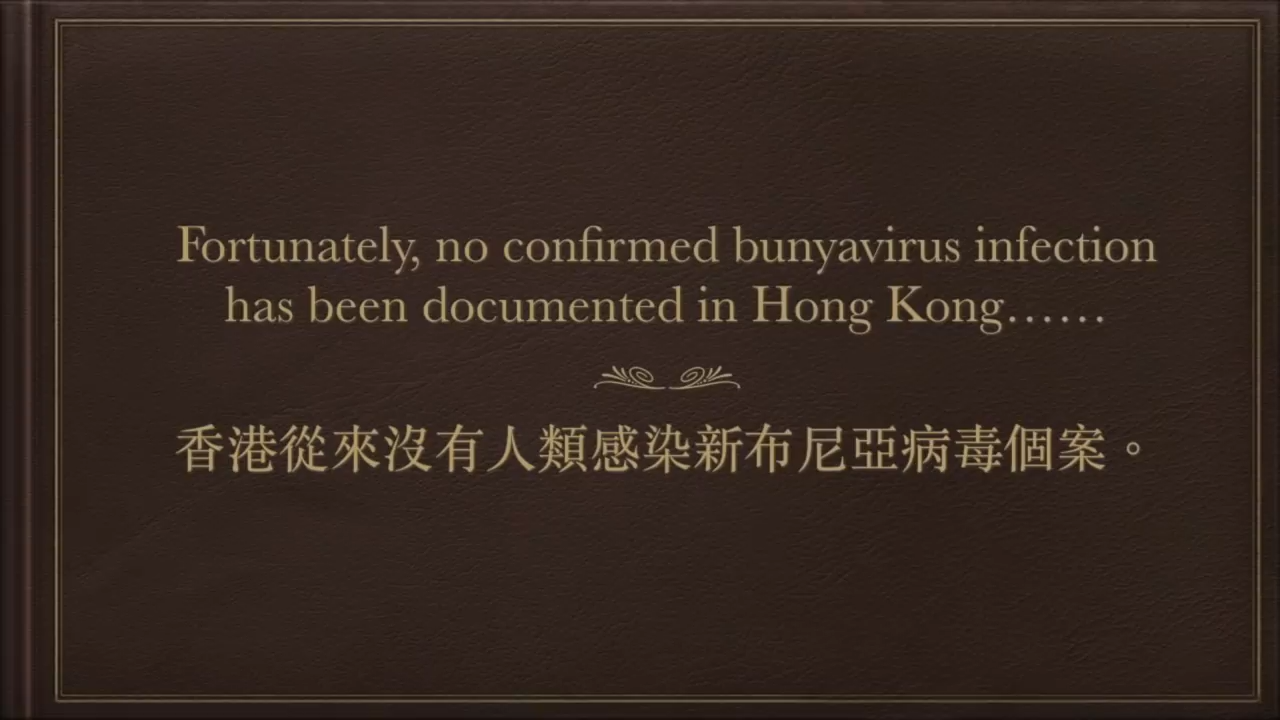 Fortunately, no confirmed bunyavirus infection
has been documented in Hong Kong……
香港從來沒有人類感染新布尼亞病毒個案。